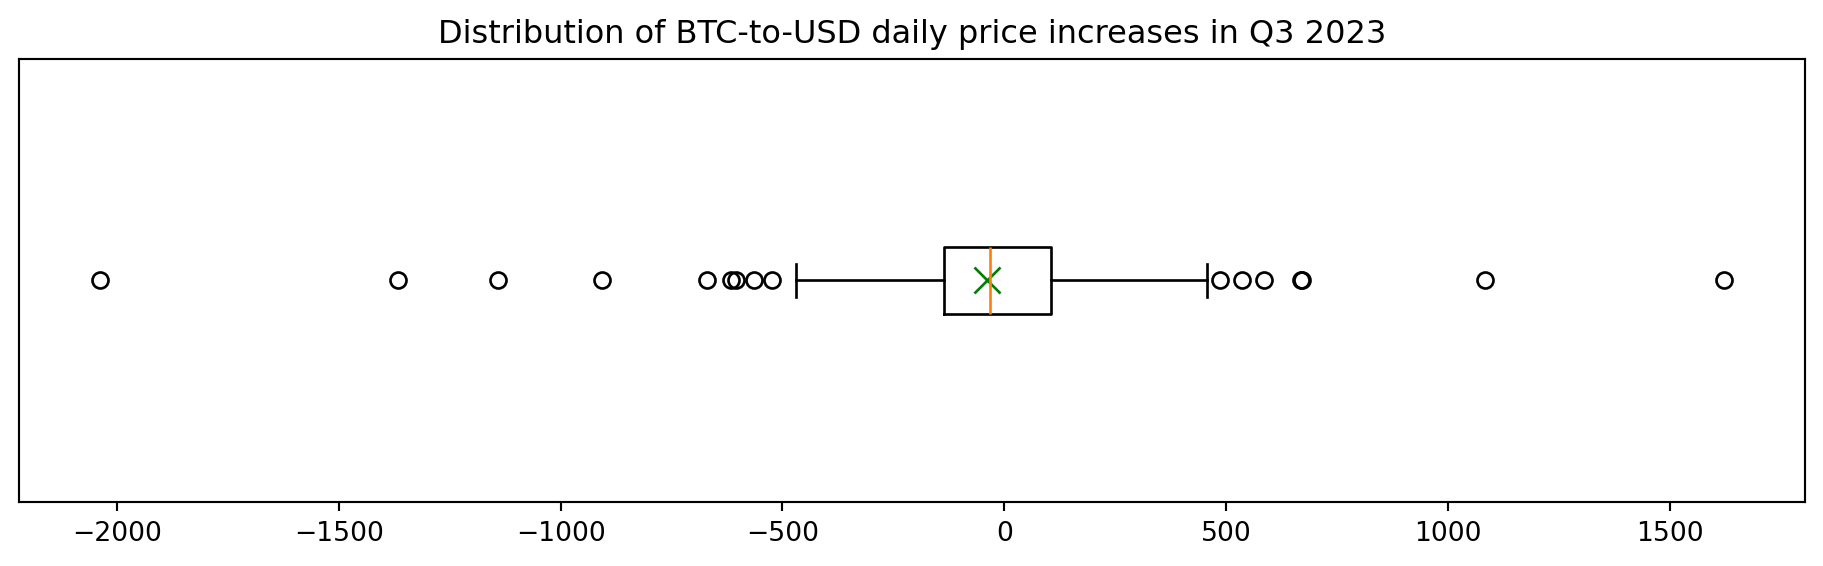 Distribution of BTC-to-USD daily price increases in Q3 2023
−2000 −1500 −1000 −500 0 500 1000 1500